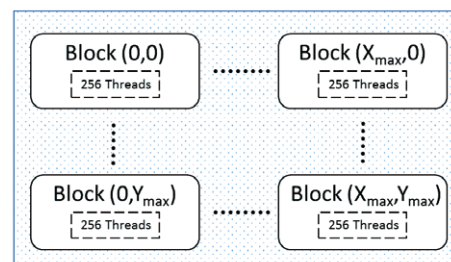 Block (0,0)
256 Threads
Block (Xmax,0)
256 Threads
Block (0,Ymax)
256 Threads
Block (Xmax,Ymax)
256 Threads